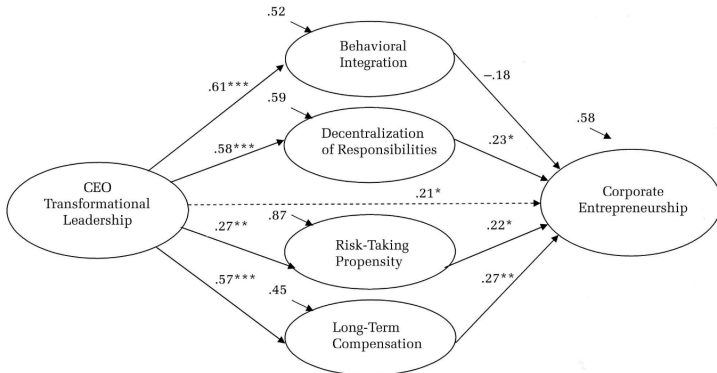 .52
Behavioral
Integration
.61***
−.18
.59
.58
Decentralization
of Responsibilities
.58***
.23*
CEO
Transformational
Leadership
.21*
Corporate
Entrepreneurship
.87
.27**
Risk-Taking
Propensity
.22*
.57***
.45
.27**
Long-Term
Compensation